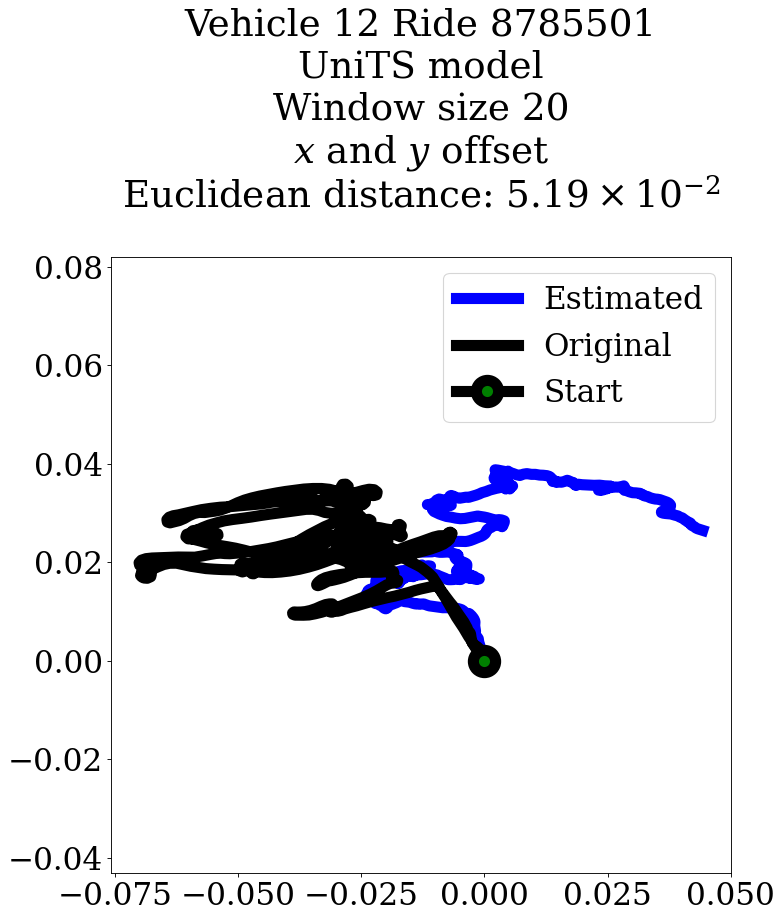 Vehicle 12 Ride 8785501
UniTS model
Window size 20
x and y offset
Euclidean distance: 5.19 × 10⁻²
Estimated
Original
Start
0.08
0.06
0.04
0.02
0.00
−0.02
−0.04
−0.075 −0.050 −0.025 0.000 0.025 0.050